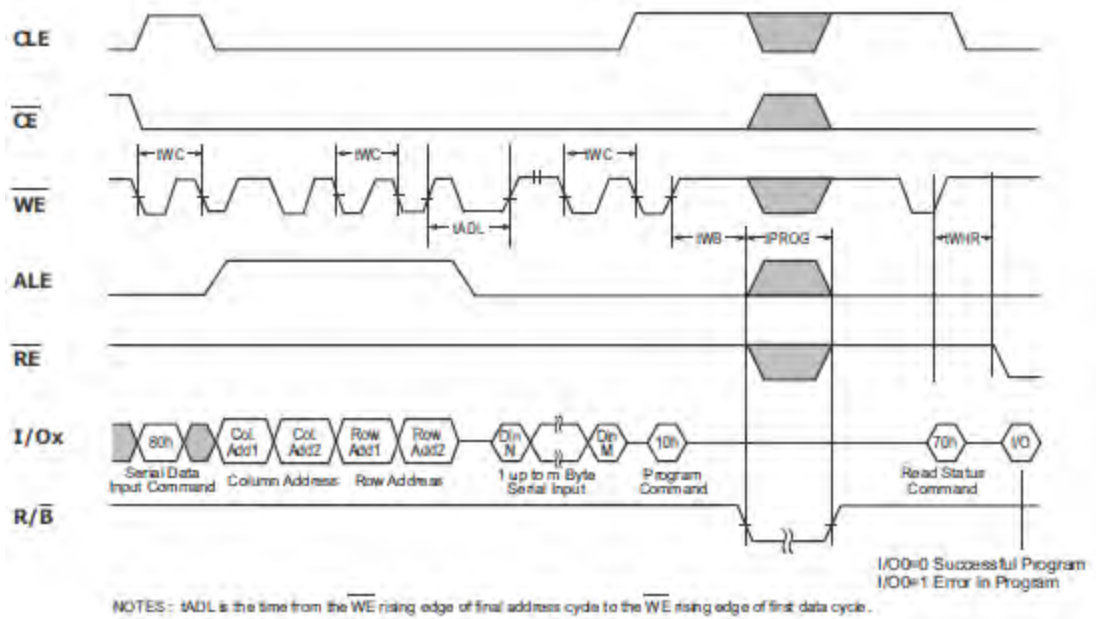 CLE
CE
tWC tWC tWC
WE
tADL tWB tPROG tWHR
ALE
RE
I/Ox
80h Col. Add1 Col. Add2 Row Add1 Row Add2 Din N Din M 10h 70h I/O
Serial Data Input Command
Column Address
Row Address
1 up to m Byte Serial Input
Program Command
Read Status Command
R/B
I/O0=0 Successful Program
I/O0=1 Error in Program
NOTES : tADL is the time from the WE rising edge of final address cycle to the WE rising edge of first data cycle.